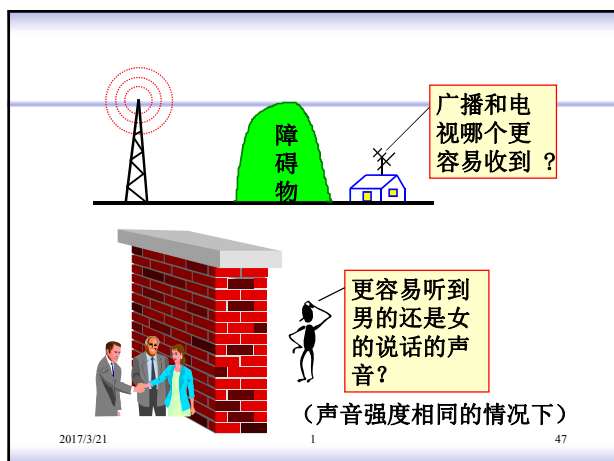 广播和电
视哪个更
容易收到 ？
障
碍
物
更容易听到
男的还是女
的说话的声
音？
（声音强度相同的情况下）
2017/3/21 1 47